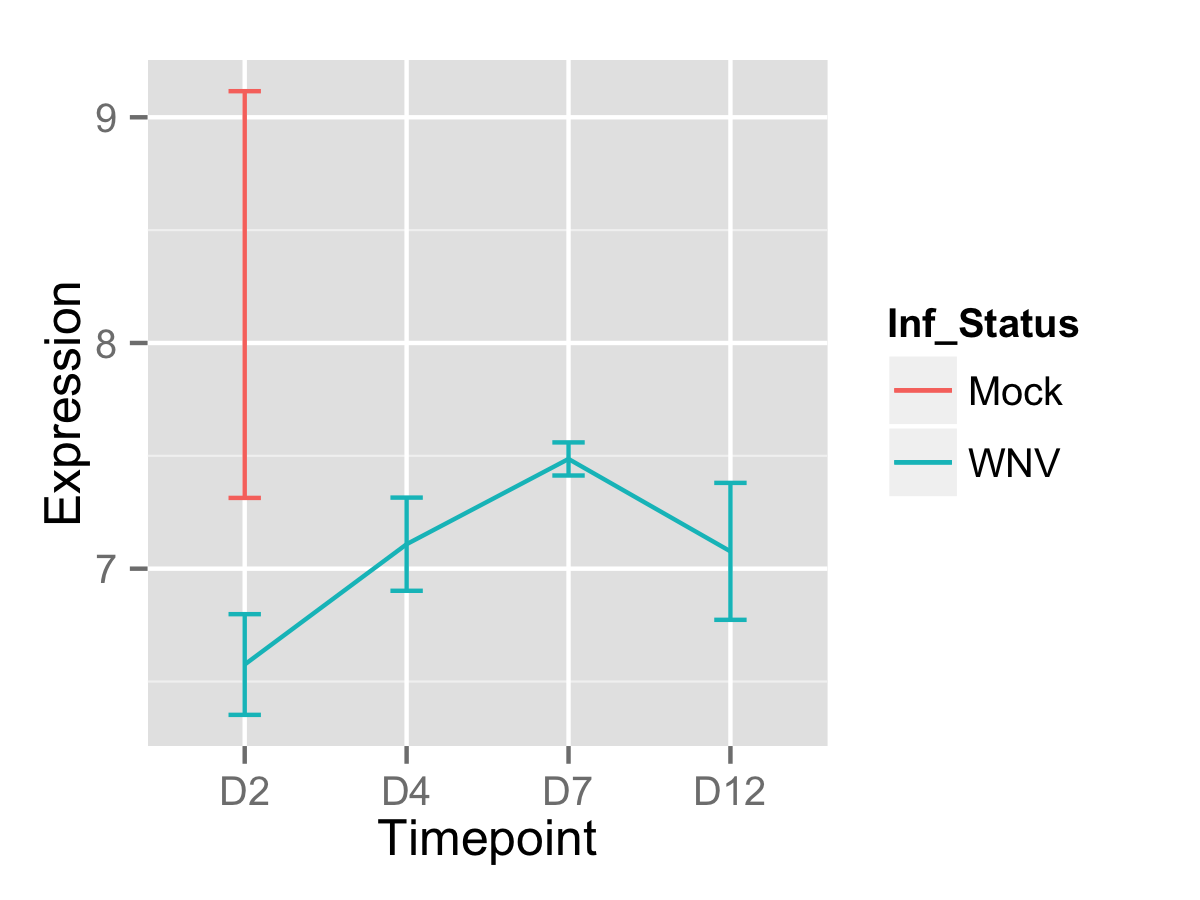 Expression
9
8
7
D2 D4 D7 D12
Timepoint
Inf_Status
Mock
WNV